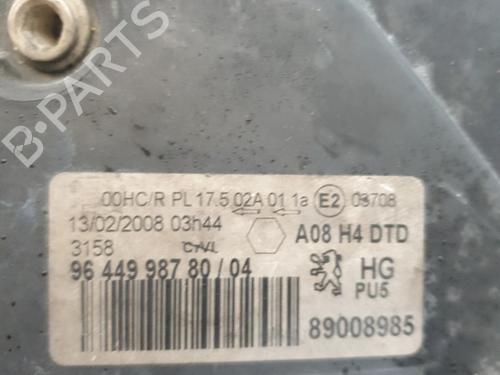 B-PARTS
00HC/R PL 17.5 02A 01 1a E2 03708
13/02/2008 03h44
A08 H4 DTD
3158
96 449 987 80 / 04
HG
PU5
89008985